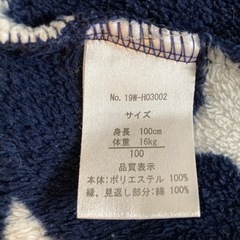 No. 19W-H03002
サイズ
身長 100cm
体重 16kg
100
品質表示
本体:ポリエステル 100%
縁、見返し部分:綿 100%